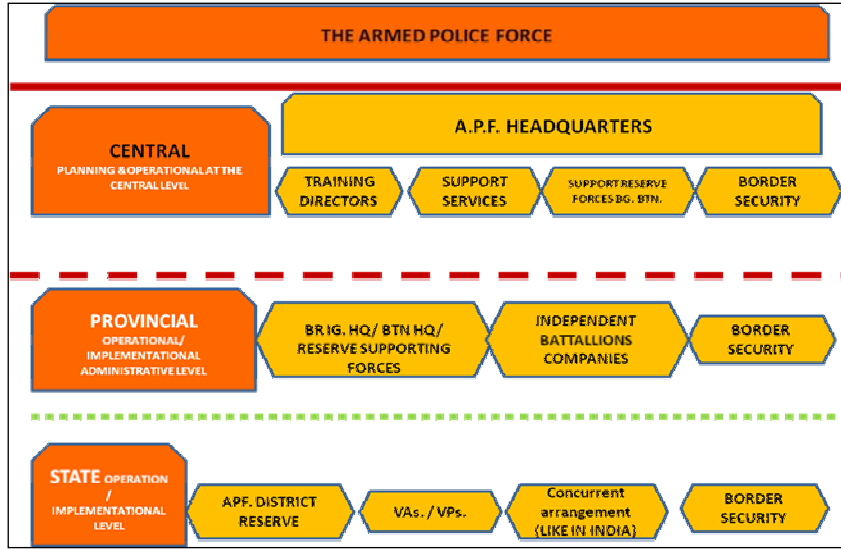 THE ARMED POLICE FORCE
CENTRAL
PLANNING &OPERATIONAL AT THE
CENTRAL LEVEL
A.P.F. HEADQUARTERS
TRAINING
DIRECTORS
SUPPORT
SERVICES
SUPPORT RESERVE
FORCES BG. BTN.
BORDER
SECURITY
PROVINCIAL
OPERATIONAL/
IMPLEMENTATIONAL
ADMINISTRATIVE LEVEL
BRIG. HQ/ BTN HQ/
RESERVE SUPPORTING
FORCES
INDEPENDENT
BATTALLIONS
COMPANIES
BORDER
SECURITY
STATE OPERATION
/
IMPLEMENTATIONAL
LEVEL
APF. DISTRICT
RESERVE
VAs. / VPs.
Concurrent
arrangement
(LIKE IN INDIA)
BORDER
SECURITY